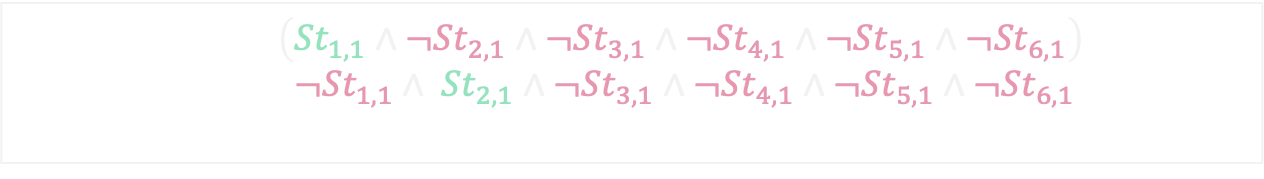 (St₁,₁ ∧ ¬St₂,₁ ∧ ¬St₃,₁ ∧ ¬St₄,₁ ∧ ¬St₅,₁ ∧ ¬St₆,₁)
¬St₁,₁ ∧ St₂,₁ ∧ ¬St₃,₁ ∧ ¬St₄,₁ ∧ ¬St₅,₁ ∧ ¬St₆,₁